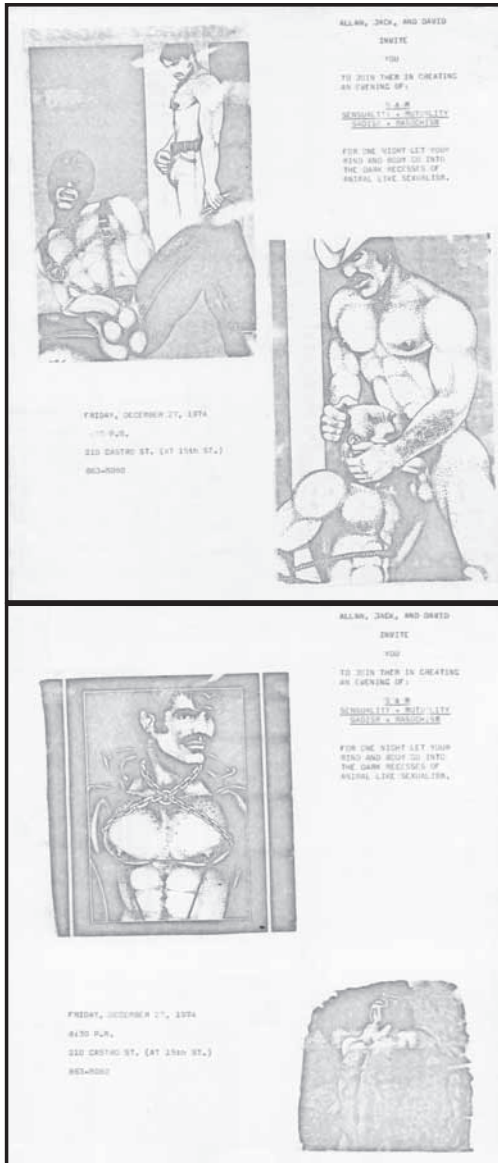 ALLAN, JACK, AND DAVID
INVITE
YOU
TO JOIN THEM IN CREATING
AN EVENING OF:
S & M
SENSUALITY + MUTUALITY
SADISM + MASOCHISM
FOR ONE NIGHT LET YOUR
MIND AND BODY GO INTO
THE DARK RECESSES OF
ANIMAL LIKE SEXUALISM.
FRIDAY, DECEMBER 27, 1974
P.M.
210 CASTRO ST. (AT 15th ST.)
ALLAN, JACK, AND DAVID
INVITE
YOU
TO JOIN THEM IN CREATING
AN EVENING OF:
S & M
SENSUALITY + MUTUALITY
SADISM + MASOCHISM
FOR ONE NIGHT LET YOUR
MIND AND BODY GO INTO
THE DARK RECESSES OF
ANIMAL LIKE SEXUALISM.
FRIDAY, DECEMBER 27, 1974
8:30 P.M.
210 CASTRO ST. (AT 15th ST.)